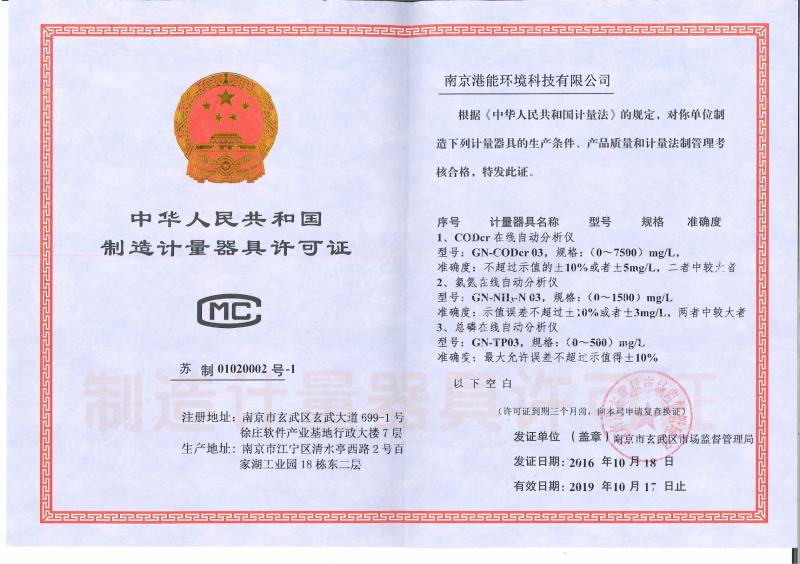 中华人民共和国
制造计量器具许可证
CMC
苏 制 01020002 号-1
制造计量器具许可证
注册地址：南京市玄武区玄武大道 699-1 号
徐庄软件产业基地行政大楼 7 层
生产地址：南京市江宁区清水亭西路 2 号百
家湖工业园 18 栋东二层
南京港能环境科技有限公司
根据《中华人民共和国计量法》的规定，对你单位制
造下列计量器具的生产条件、产品质量和计量法制管理考
核合格，特发此证。
序号 计量器具名称 型号 规格 准确度
1、CODcr 在线自动分析仪
型号：GN-CODcr 03，规格：（0～7500）mg/L，
准确度：不超过示值的±10%或者±5mg/L，二者中较大者
2、氨氮在线自动分析仪
型号：GN-NH₃-N 03，规格：（0～1500）mg/L
准确度：示值误差不超过±10%或者±3mg/L，两者中较大者
3、总磷在线自动分析仪
型号：GN-TP03，规格：（0～500）mg/L
准确度：最大允许误差不超过示值得±10%
以下空白
（许可证到期三个月前，向本局申请复查换证）
发证单位 （盖章）南京市玄武区市场监督管理局
发证日期：2016 年 10 月 18 日
有效日期：2019 年 10 月 17 日止